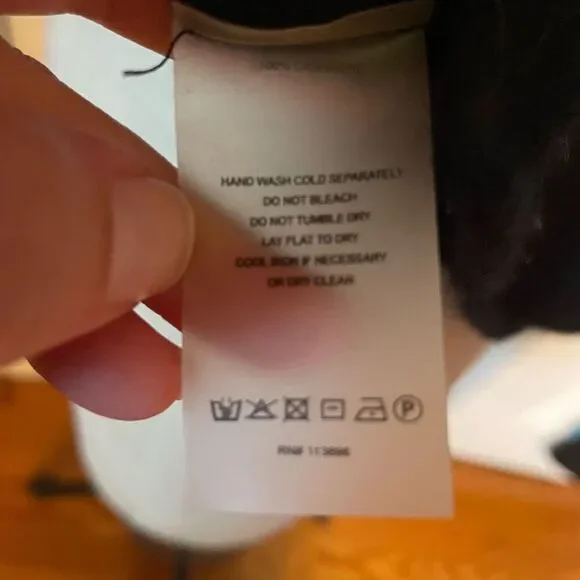 HAND WASH COLD SEPARATELY
DO NOT BLEACH
DO NOT TUMBLE DRY
LAY FLAT TO DRY
COOL IRON IF NECESSARY
OR DRY CLEAN
P
RN#